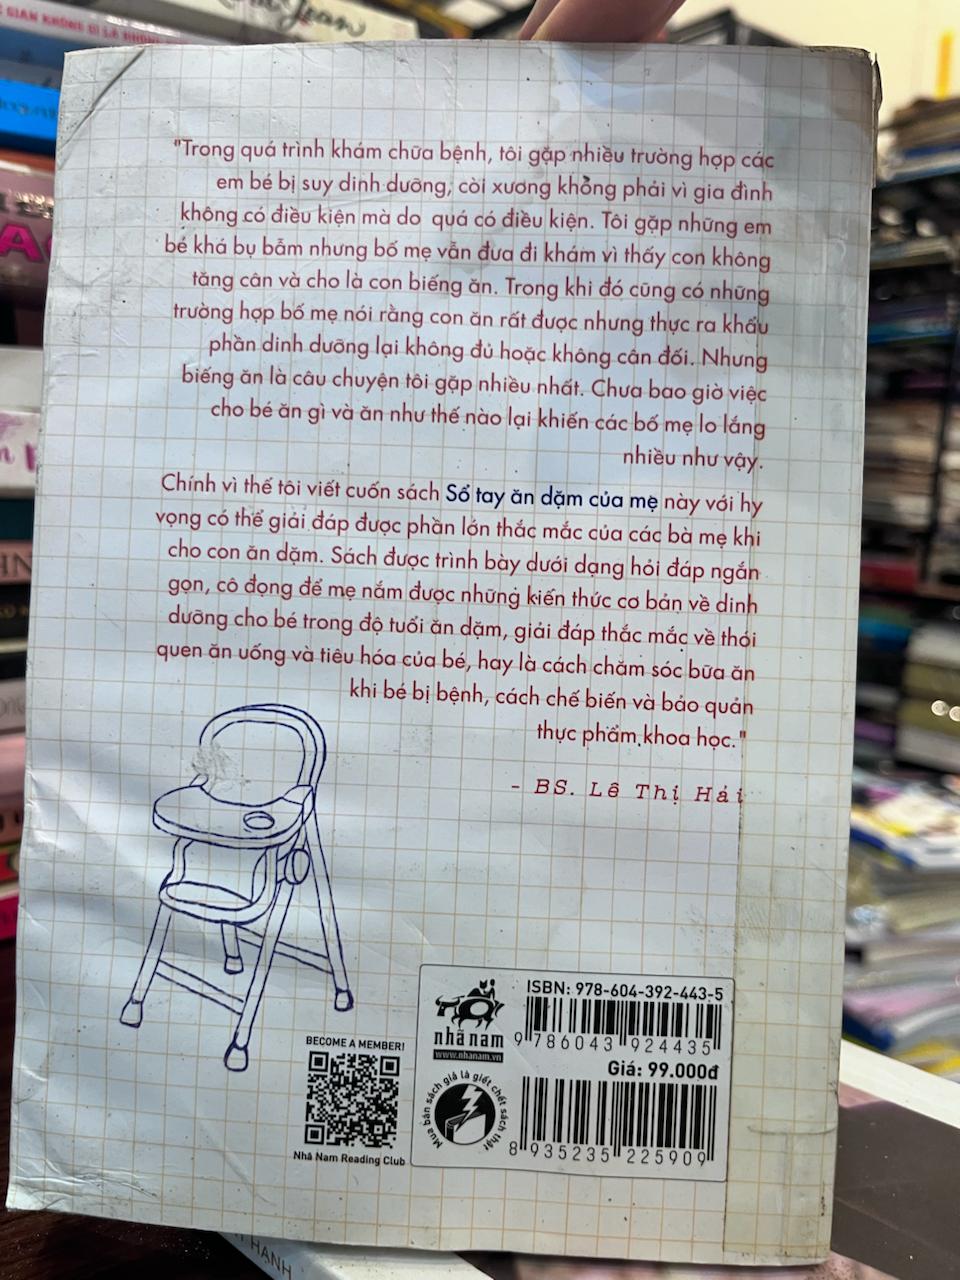 GIAN KHÔNG
"Trong quá trình khám chữa bệnh, tôi gặp nhiều trường hợp các
em bé bị suy dinh dưỡng, còi xương không phải vì gia đình
không có điều kiện mà do quá có điều kiện. Tôi gặp những em
bé khá bụ bẫm nhưng bố mẹ vẫn đưa đi khám vì thấy con không
tăng cân và cho là con biếng ăn. Trong khi đó cũng có những
trường hợp bố mẹ nói rằng con ăn rất được nhưng thực ra khẩu
phần dinh dưỡng lại không đủ hoặc không cân đối. Nhưng
biếng ăn là câu chuyện tôi gặp nhiều nhất. Chưa bao giờ việc
cho bé ăn gì và ăn như thế nào lại khiến các bố mẹ lo lắng
nhiều như vậy.
Chính vì thế tôi viết cuốn sách Sổ tay ăn dặm của mẹ này với hy
vọng có thể giải đáp được phần lớn thắc mắc của các bà mẹ khi
cho con ăn dặm. Sách được trình bày dưới dạng hỏi đáp ngắn
gọn, cô đọng để mẹ nắm được những kiến thức cơ bản về dinh
dưỡng cho bé trong độ tuổi ăn dặm, giải đáp thắc mắc về thói
quen ăn uống và tiêu hóa của bé, hay là cách chăm sóc bữa ăn
khi bé bị bệnh, cách chế biến và bảo quản
thực phẩm khoa học."
- BS. Lê Thị Hải
BECOME A MEMBER!
Nhã Nam Reading Club
nhã nam
www.nhanam.vn
Mua bán sách giả là giết chết sách thật
ISBN: 978-604-392-443-5
9 786043 924435
Giá: 99.000đ
8 935235 225909
HẠNH